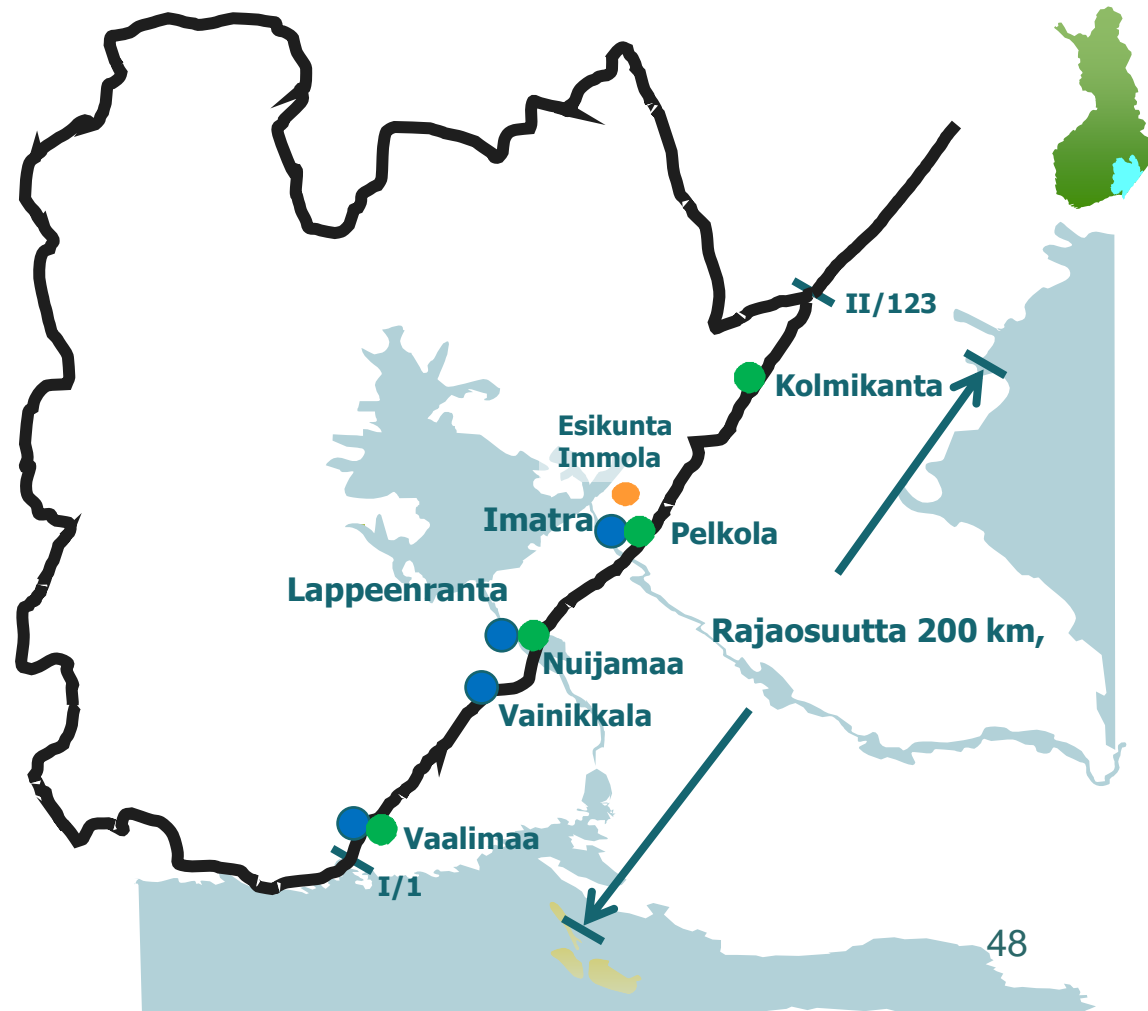 II/123
Kolmikanta
Esikunta
Immola
Imatra
Pelkola
Lappeenranta
Rajaosuutta 200 km,
Nuijamaa
Vainikkala
Vaalimaa
I/1
48